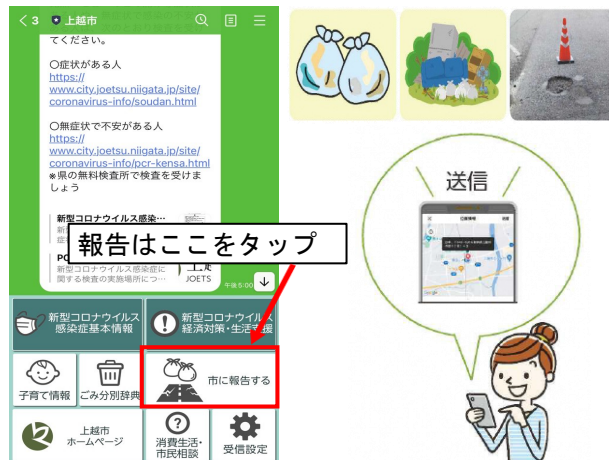 3 上越市
てください。
〇症状がある人
https://
www.city.joetsu.niigata.jp/site/
coronavirus-info/soudan.html
〇無症状で不安がある人
https://
www.city.joetsu.niigata.jp/site/
coronavirus-info/pcr-kensa.html
※県の無料検査所で検査を受けま
しょう
新型コロナウイルス感染…
報告はここをタップ
新型コロナウイルス感染症に
関する検査の実施場所につ…
JOETS
午後5:00
新型コロナウイルス
感染症基本情報
新型コロナウイルス
経済対策・生活支援
子育て情報
ごみ分別辞典
市に報告する
上越市
ホームページ
消費生活・
市民相談
受信設定
送信